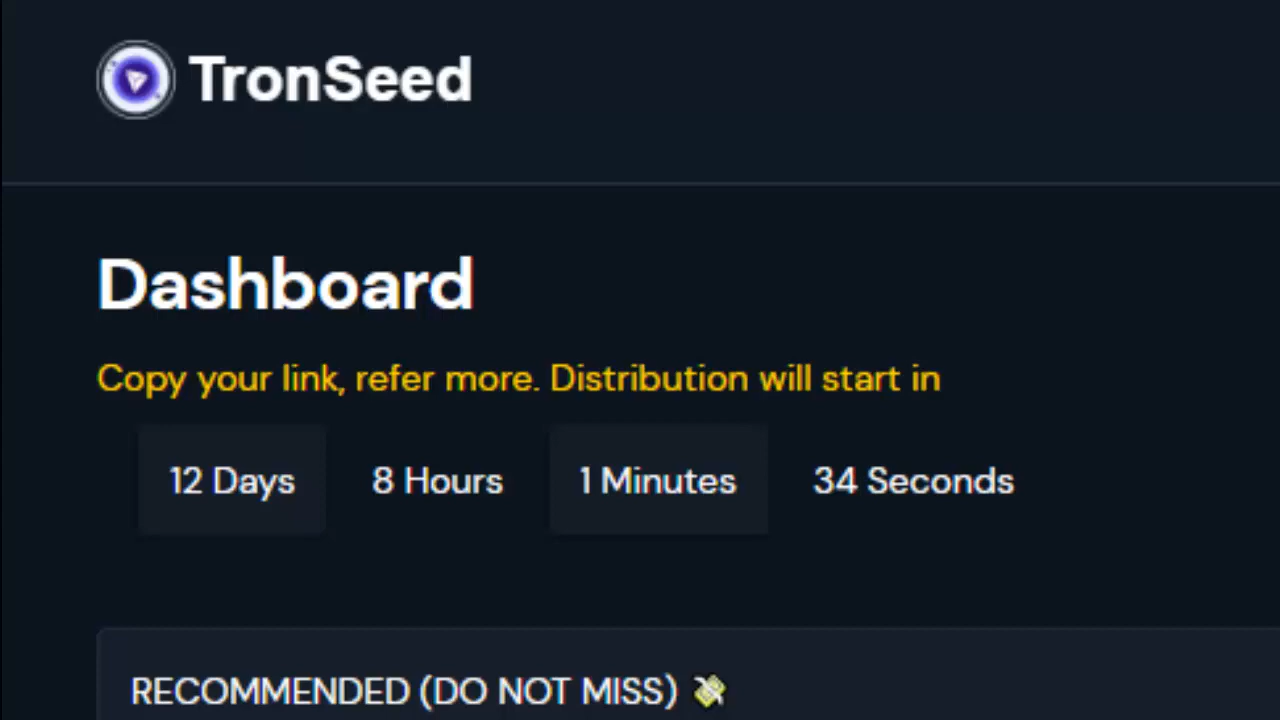 TronSeed
Dashboard
Copy your link, refer more. Distribution will start in
12 Days 8 Hours 1 Minutes 34 Seconds
RECOMMENDED (DO NOT MISS) 💸